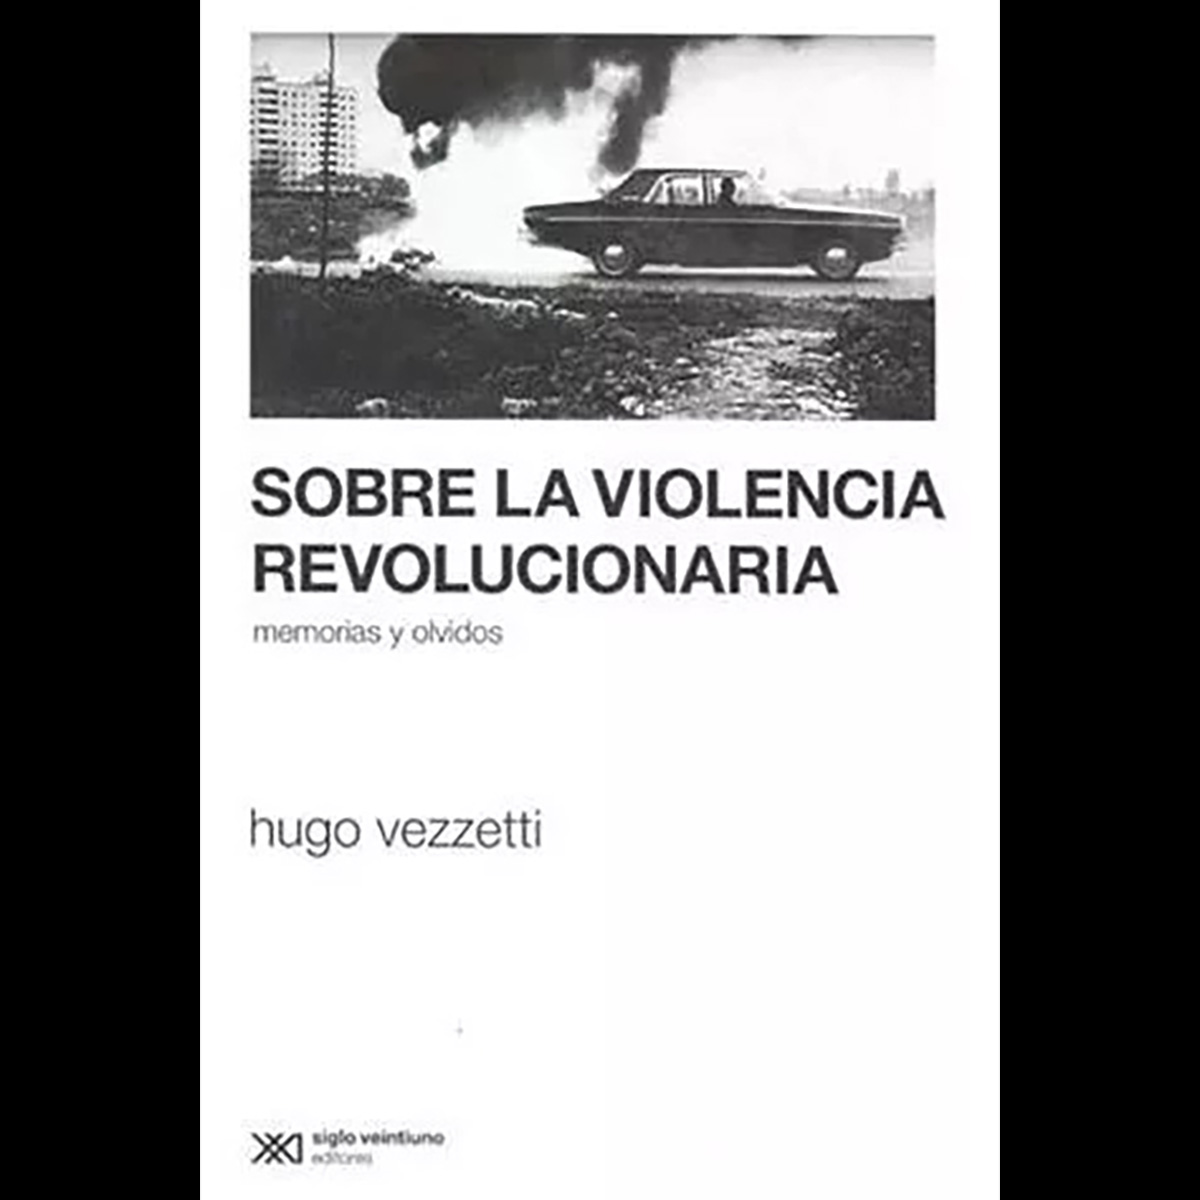 SOBRE LA VIOLENCIA
REVOLUCIONARIA
memorias y olvidos
hugo vezzetti
siglo veintiuno
editores